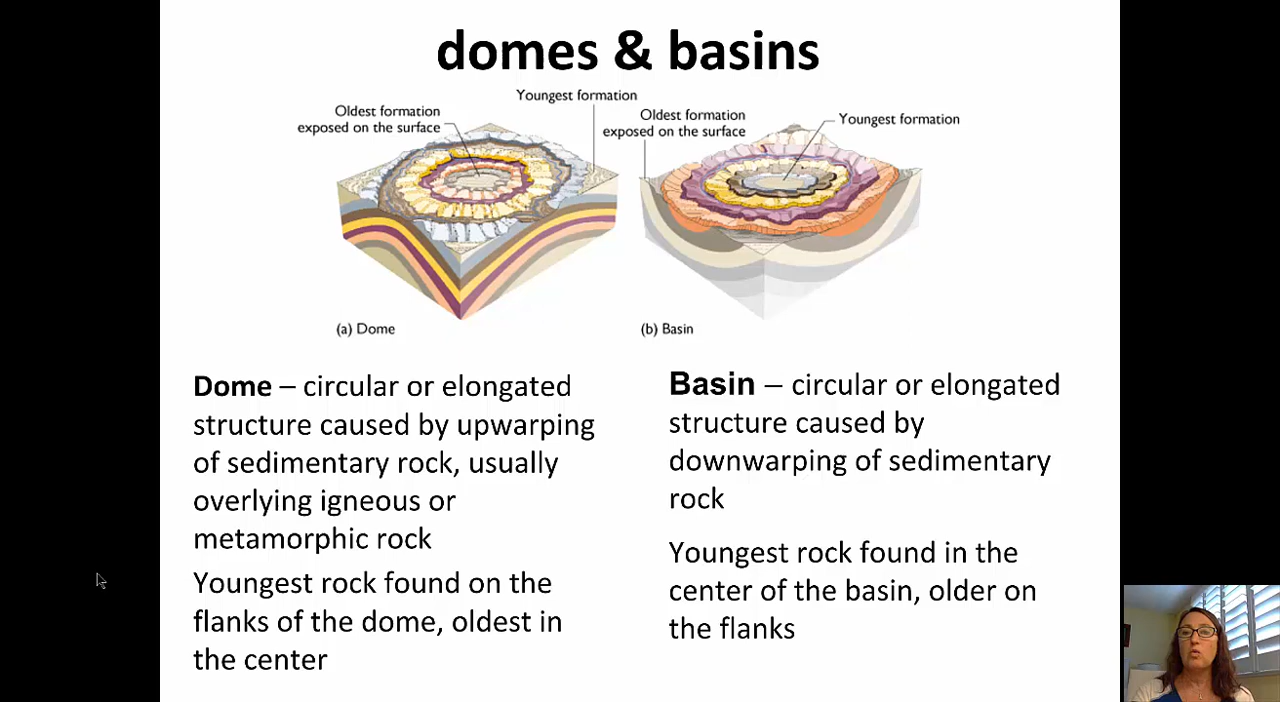 domes & basins
Youngest formation
Oldest formation
exposed on the surface
Oldest formation
exposed on the surface
Youngest formation
(a) Dome
(b) Basin
Dome – circular or elongated
structure caused by upwarping
of sedimentary rock, usually
overlying igneous or
metamorphic rock
Youngest rock found on the
flanks of the dome, oldest in
the center
Basin – circular or elongated
structure caused by
downwarping of sedimentary
rock
Youngest rock found in the
center of the basin, older on
the flanks